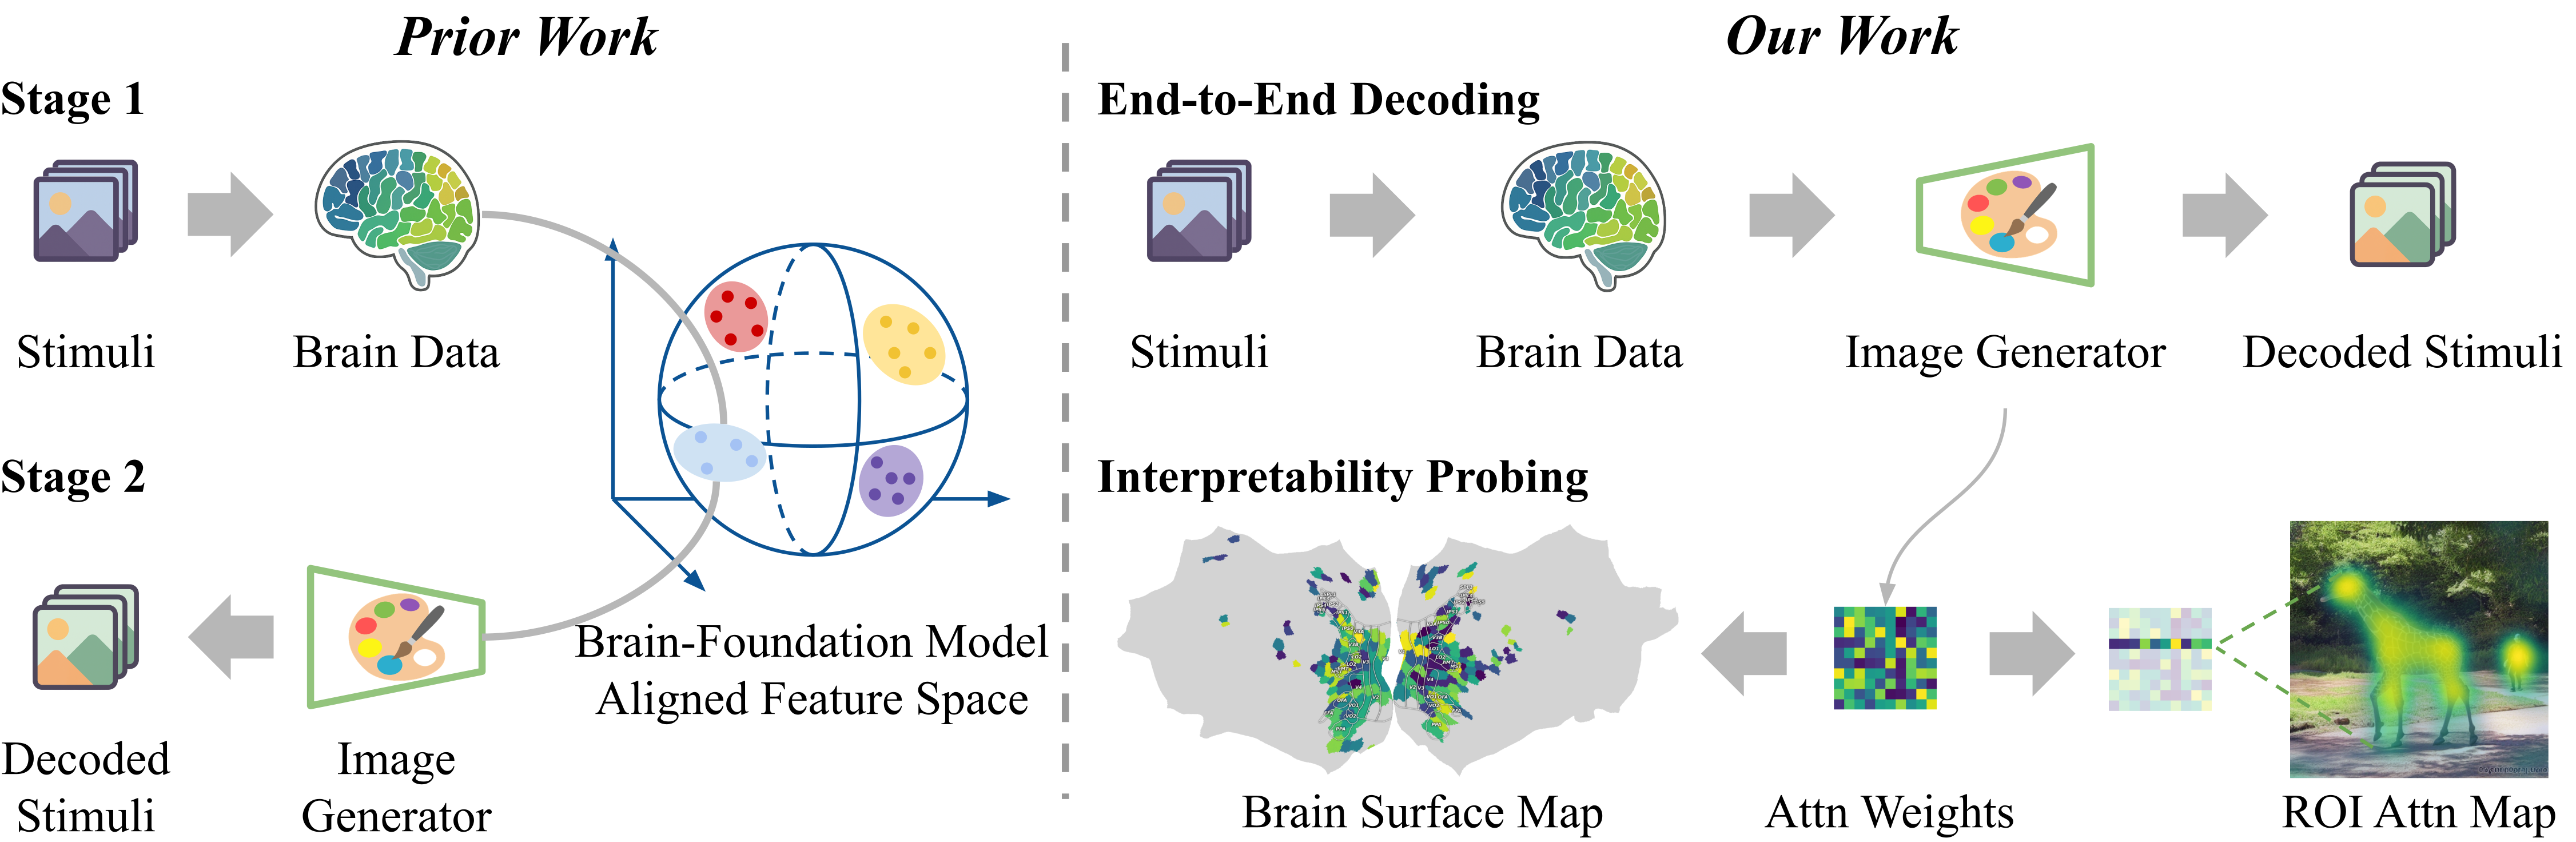 Prior Work
Stage 1
Stimuli
Brain Data
Stage 2
Brain-Foundation Model
Aligned Feature Space
Decoded
Stimuli
Image
Generator
Our Work
End-to-End Decoding
Stimuli
Brain Data
Image Generator
Decoded Stimuli
Interpretability Probing
Brain Surface Map
Attn Weights
ROI Attn Map